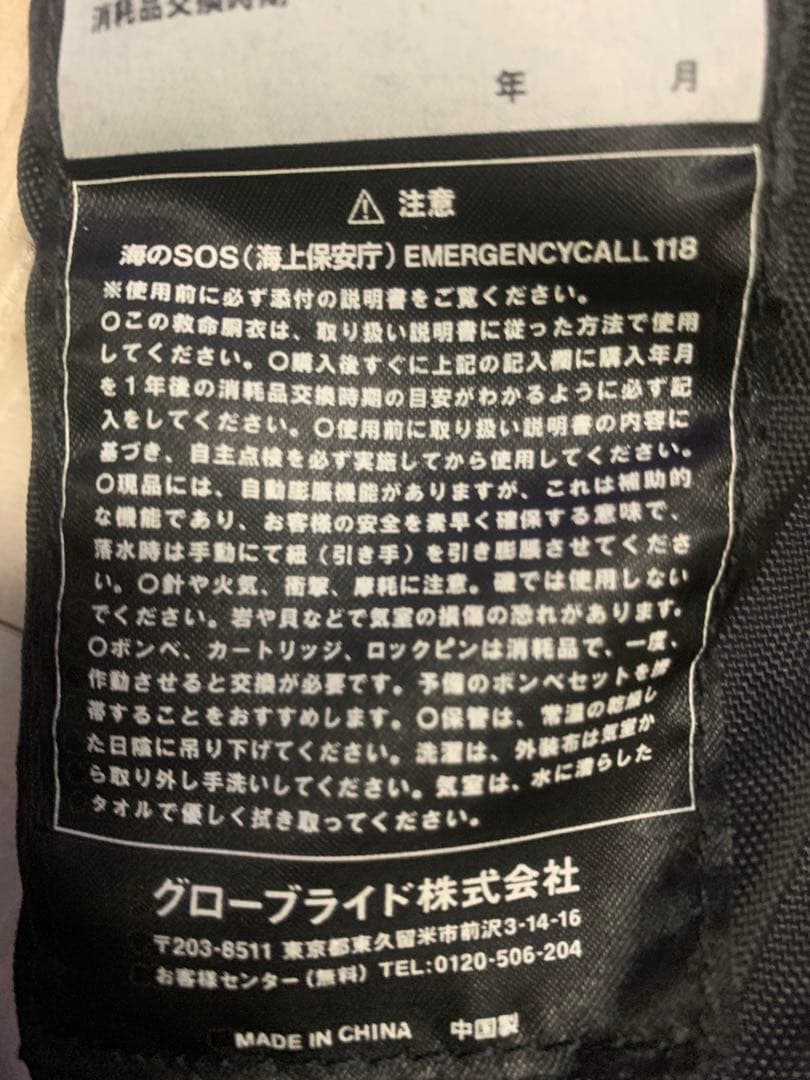 消耗品交換時期
年 月
⚠ 注意
海のSOS(海上保安庁) EMERGENCYCALL118
※使用前に必ず添付の説明書をご覧ください。
○この救命胴衣は、取り扱い説明書に従った方法で使用
してください。○購入後すぐに上記の記入欄に購入年月
を1年後の消耗品交換時期の目安がわかるように必ず記
入をしてください。○使用前に取り扱い説明書の内容に
基づき、自主点検を必ず実施してから使用してください。
○現品には、自動膨脹機能がありますが、これは補助的
な機能であり、お客様の安全を素早く確保する意味で、
落水時は手動にて紐(引き手)を引き膨脹させてくださ
い。○針や火気、衝撃、摩耗に注意。磯では使用しない
でください。岩や貝などで気室の損傷の恐れがあります。
○ボンベ、カートリッジ、ロックピンは消耗品で、一度、
作動させると交換が必要です。予備のボンベセットを携
帯することをおすすめします。○保管は、常温の乾燥し
た日陰に吊り下げてください。洗濯は、外装布は気室か
ら取り外し手洗いしてください。気室は、水に濡らした
タオルで優しく拭き取ってください。
グローブライド株式会社
〒203-8511 東京都東久留米市前沢3-14-16
お客様センター(無料) TEL:0120-506-204
MADE IN CHINA 中国製